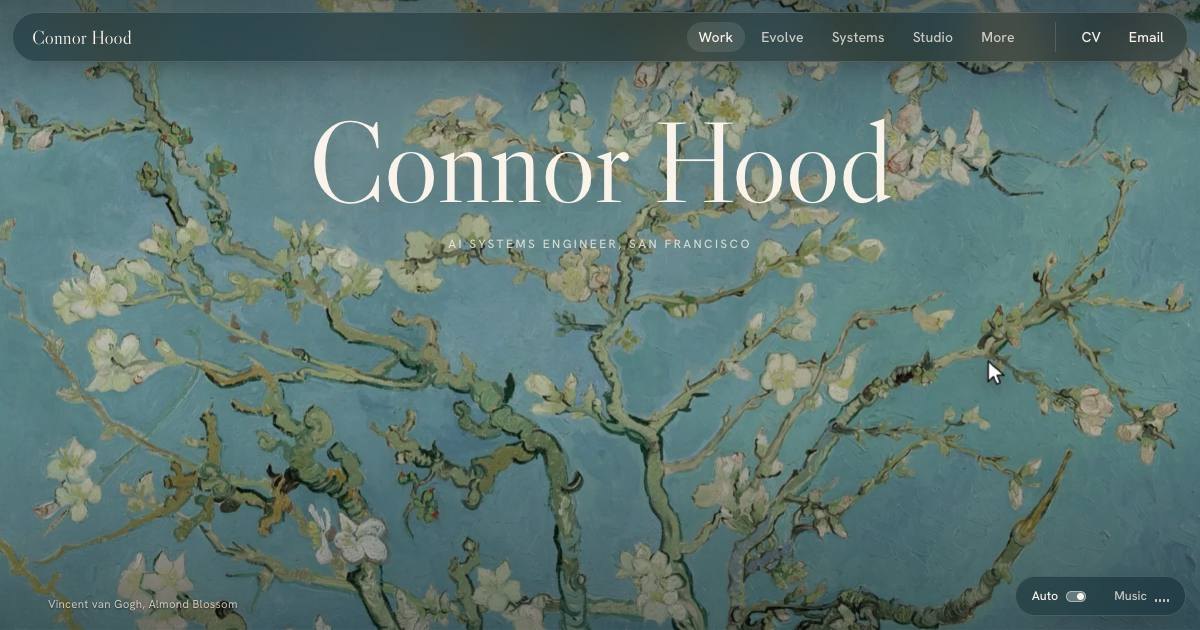 Connor Hood
Work Evolve Systems Studio More CV Email
Connor Hood
AI SYSTEMS ENGINEER, SAN FRANCISCO
Vincent van Gogh, Almond Blossom
Auto Music